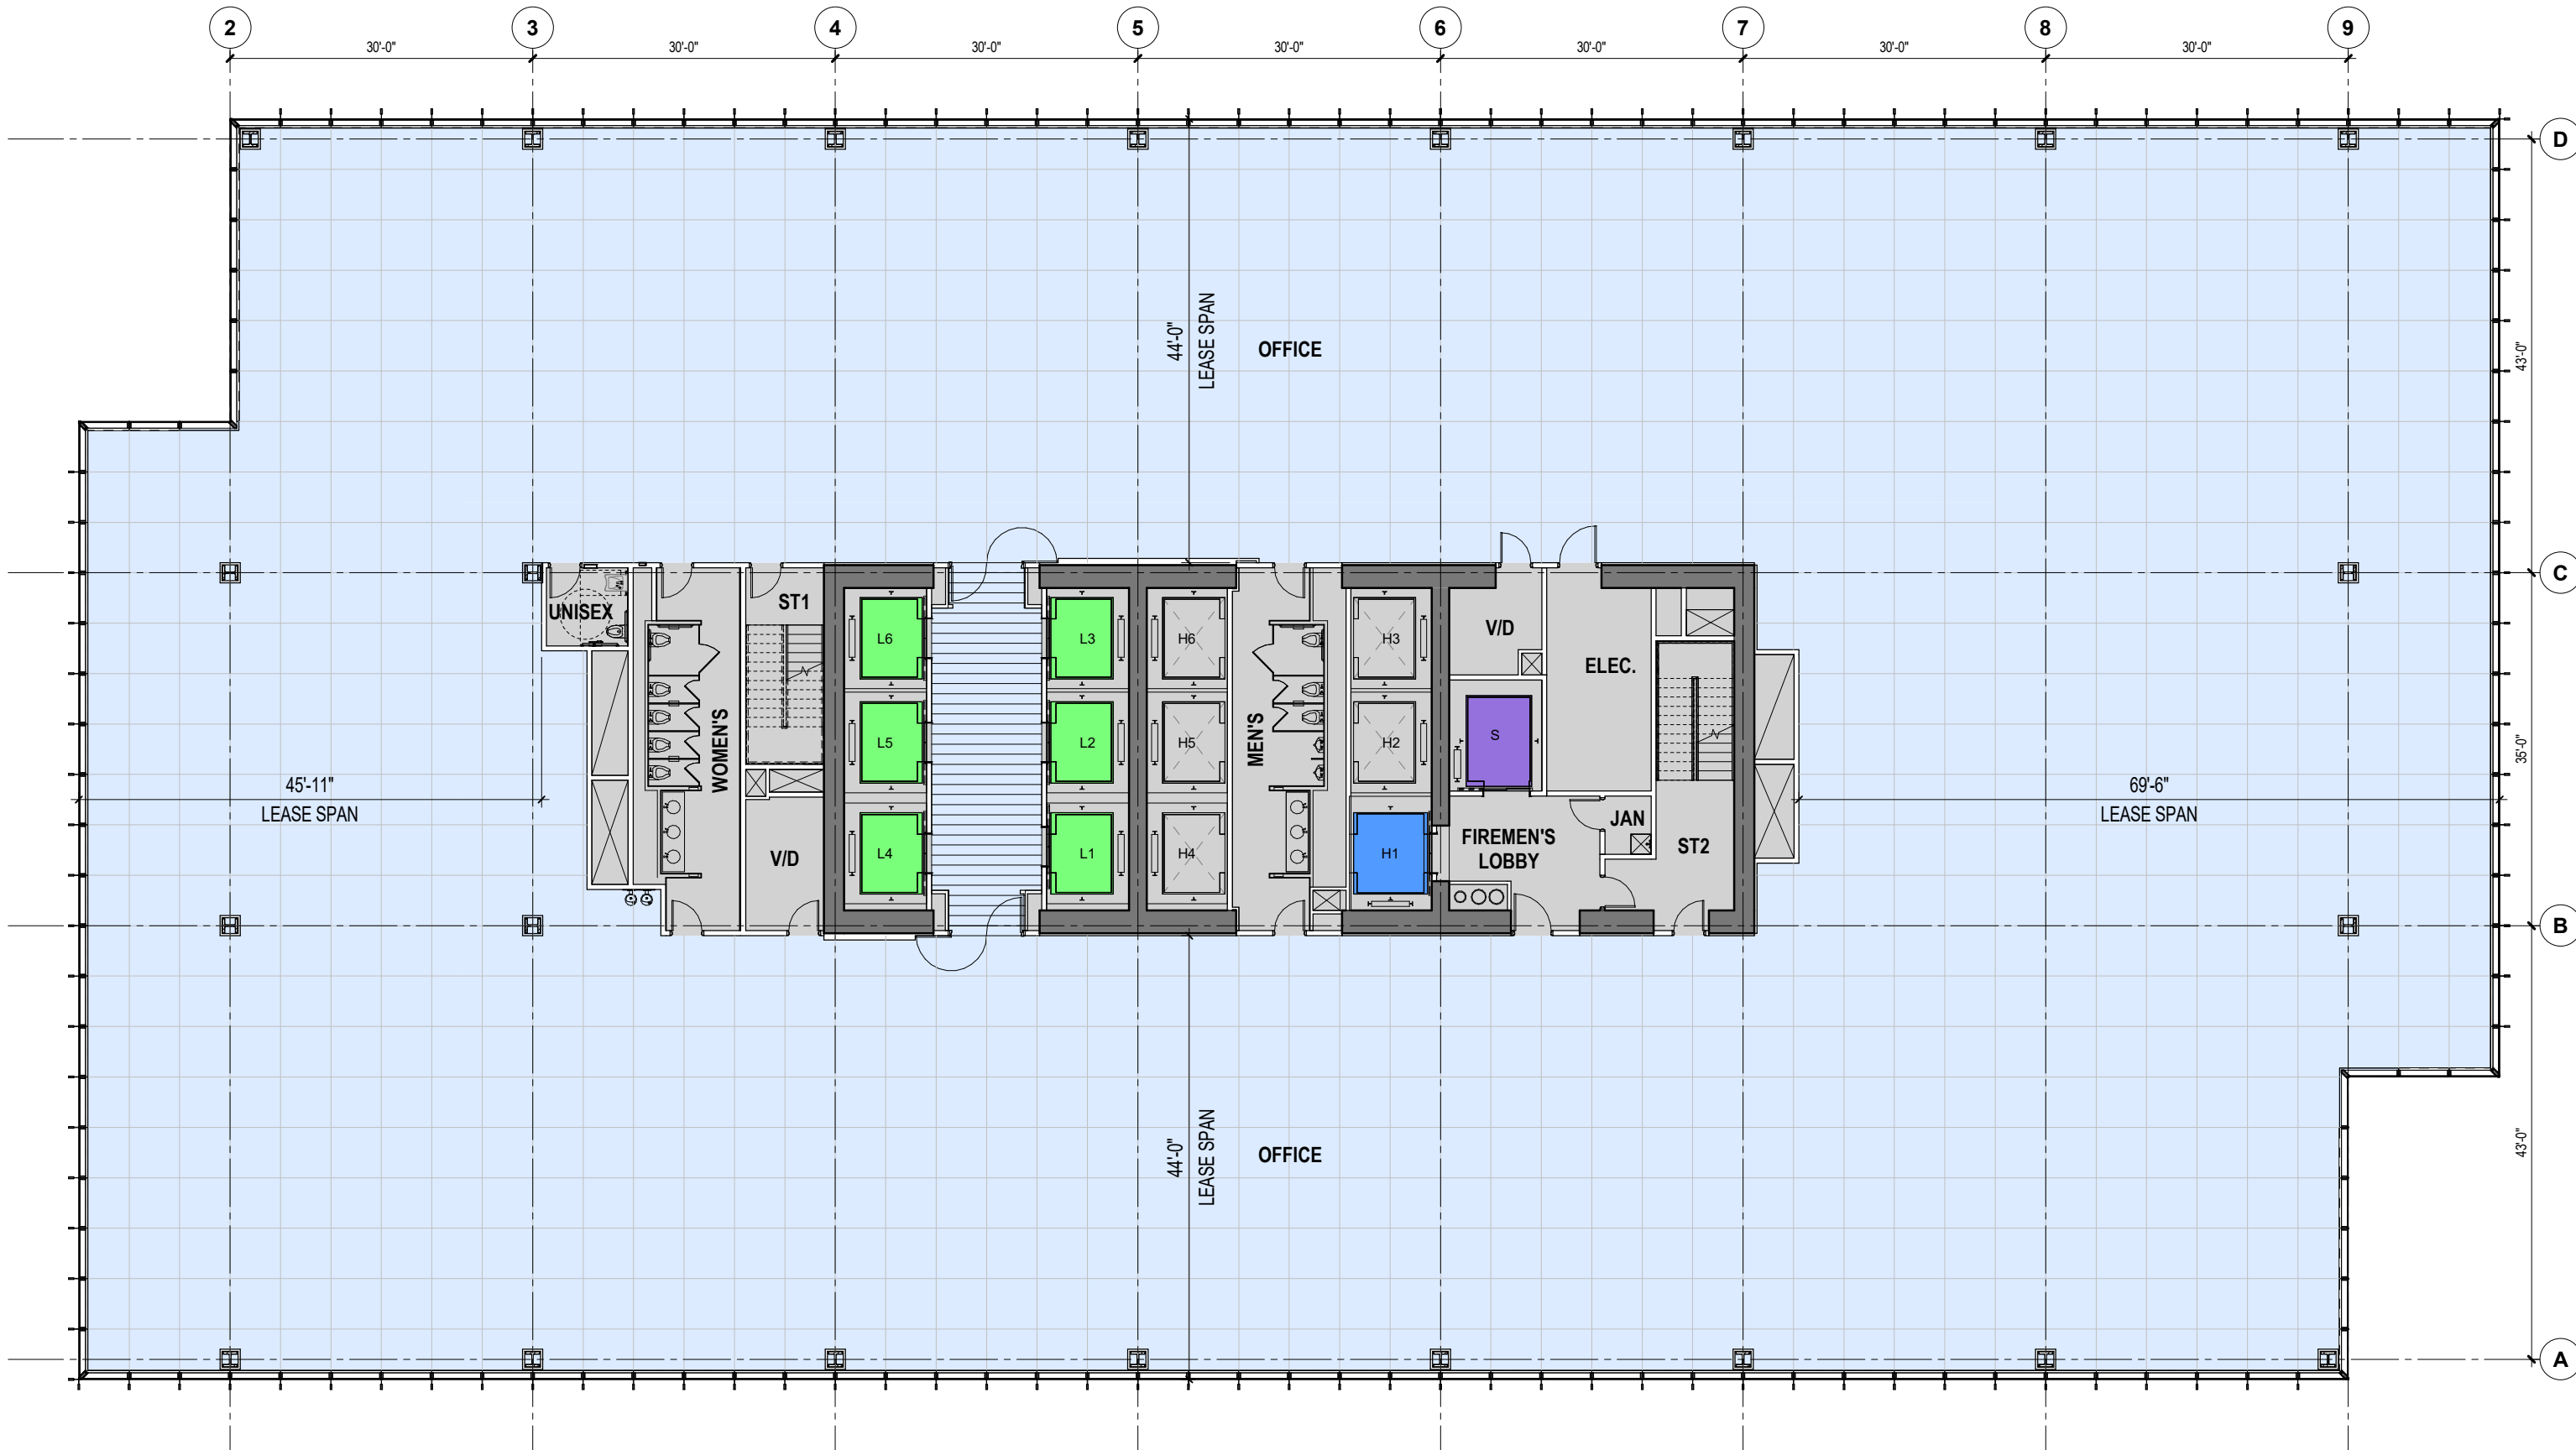 2
3
4
5
6
7
8
9
30'-0"
30'-0"
30'-0"
30'-0"
30'-0"
30'-0"
30'-0"
D
43'-0"
44'-0"
LEASE SPAN
OFFICE
C
UNISEX
ST1
L6
L3
H6
H3
V/D
ELEC.
WOMEN'S
L5
L2
H5
MEN'S
H2
S
35'-0"
45'-11"
LEASE SPAN
69'-6"
LEASE SPAN
V/D
L4
L1
H4
H1
FIREMEN'S
LOBBY
JAN
ST2
B
44'-0"
LEASE SPAN
OFFICE
43'-0"
A